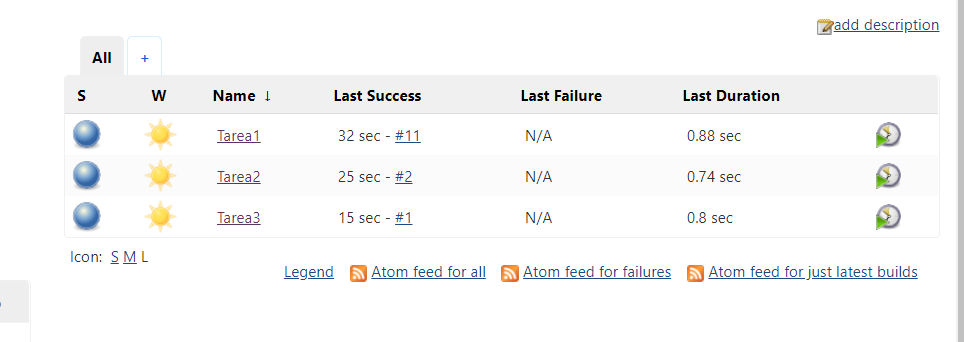 add description
All +
S W Name ↓ Last Success Last Failure Last Duration
Tarea1 32 sec - #11 N/A 0.88 sec
Tarea2 25 sec - #2 N/A 0.74 sec
Tarea3 15 sec - #1 N/A 0.8 sec
Icon: S M L
Legend Atom feed for all Atom feed for failures Atom feed for just latest builds